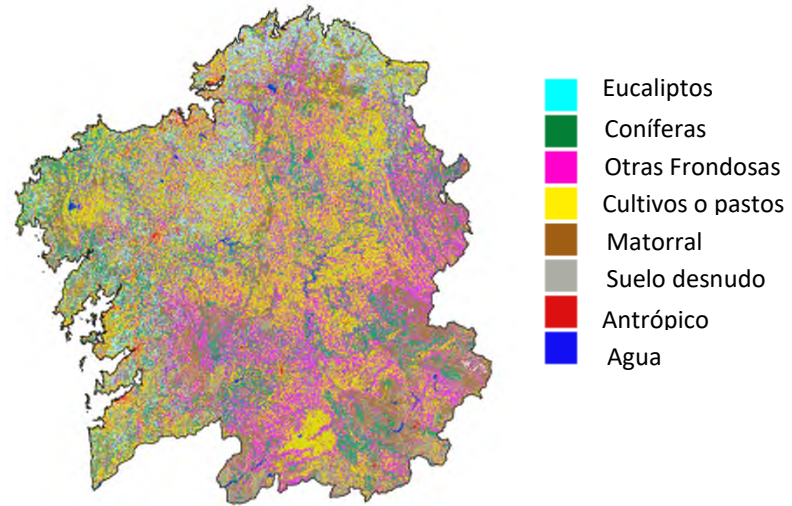 Eucaliptos
Coníferas
Otras Frondosas
Cultivos o pastos
Matorral
Suelo desnudo
Antrópico
Agua